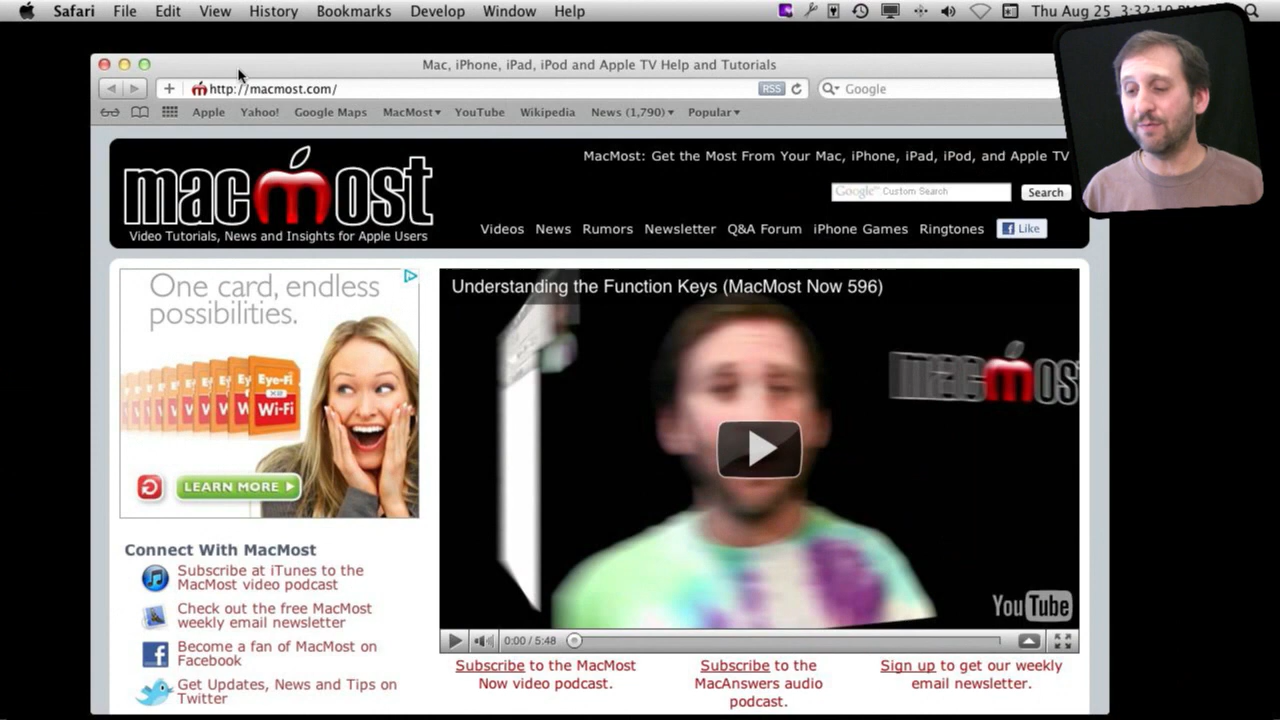 Safari File Edit View History Bookmarks Develop Window Help
Thu Aug 25 3:32:10 PM
Mac, iPhone, iPad, iPod and Apple TV Help and Tutorials
http://macmost.com/
RSS
Google
Apple Yahoo! Google Maps MacMost YouTube Wikipedia News (1,790) Popular
macmost
Video Tutorials, News and Insights for Apple Users
MacMost: Get the Most From Your Mac, iPhone, iPad, iPod, and Apple TV
Google™ Custom Search
Search
Videos News Rumors Newsletter Q&A Forum iPhone Games Ringtones Like
One card, endless
possibilities.
Eye-Fi
X2
Wi-Fi
LEARN MORE
Understanding the Function Keys (MacMost Now 596)
macmos
YouTube
0:00 / 5:48
Connect With MacMost
Subscribe at iTunes to the
MacMost video podcast
Check out the free MacMost
weekly email newsletter
Become a fan of MacMost on
Facebook
Get Updates, News and Tips on
Twitter
Subscribe to the MacMost
Now video podcast.
Subscribe to the
MacAnswers audio
podcast.
Sign up to get our weekly
email newsletter.